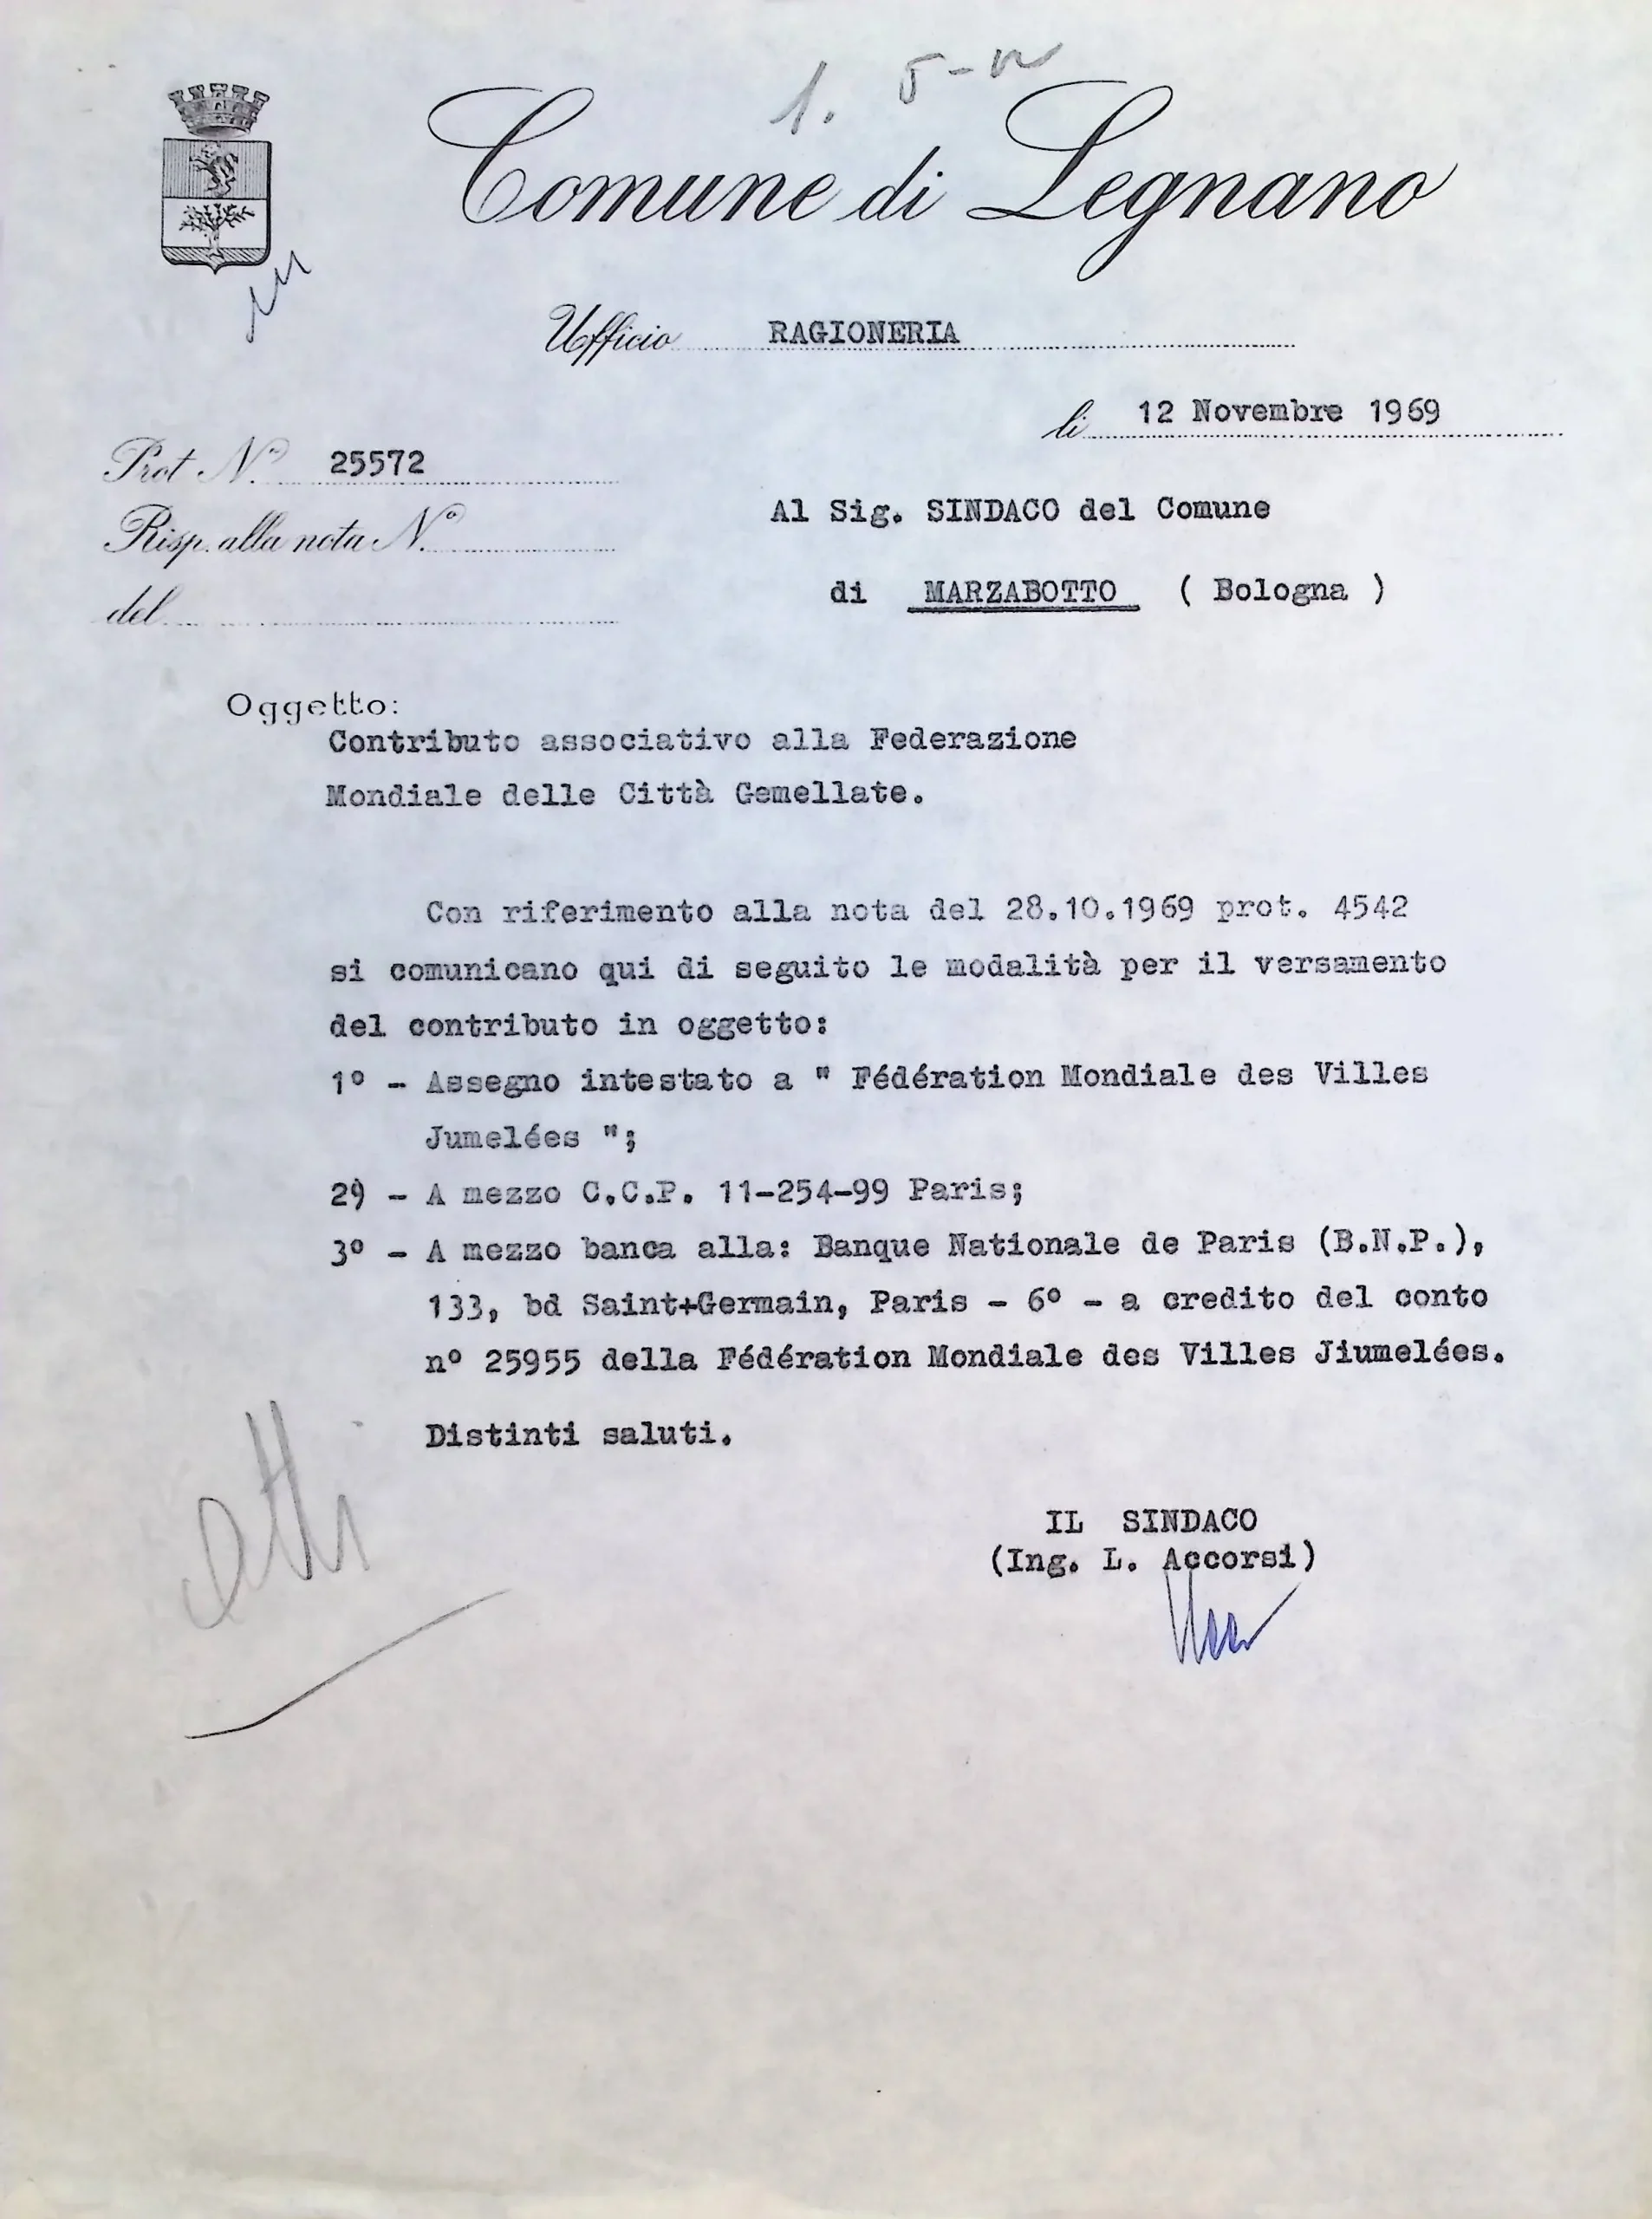 1.
Comune di Legnano
Ufficio RAGIONERIA
li 12 Novembre 1969
Prot. N.° 25572
Risp. alla nota N.°
del
Al Sig. SINDACO del Comune
di MARZABOTTO ( Bologna )
Oggetto:
Contributo associativo alla Federazione
Mondiale delle Città Gemellate.
Con riferimento alla nota del 28.10.1969 prot. 4542
si comunicano qui di seguito le modalità per il versamento
del contributo in oggetto:
1° - Assegno intestato a " Fédération Mondiale des Villes
Jumelées ";
2) - A mezzo C.C.P. 11-254-99 Paris;
3° - A mezzo banca alla: Banque Nationale de Paris (B.N.P.),
133, bd Saint+Germain, Paris - 6° - a credito del conto
n° 25955 della Fédération Mondiale des Villes Jiumelées.
Distinti saluti.
atti
IL SINDACO
(Ing. L. Accorsi)